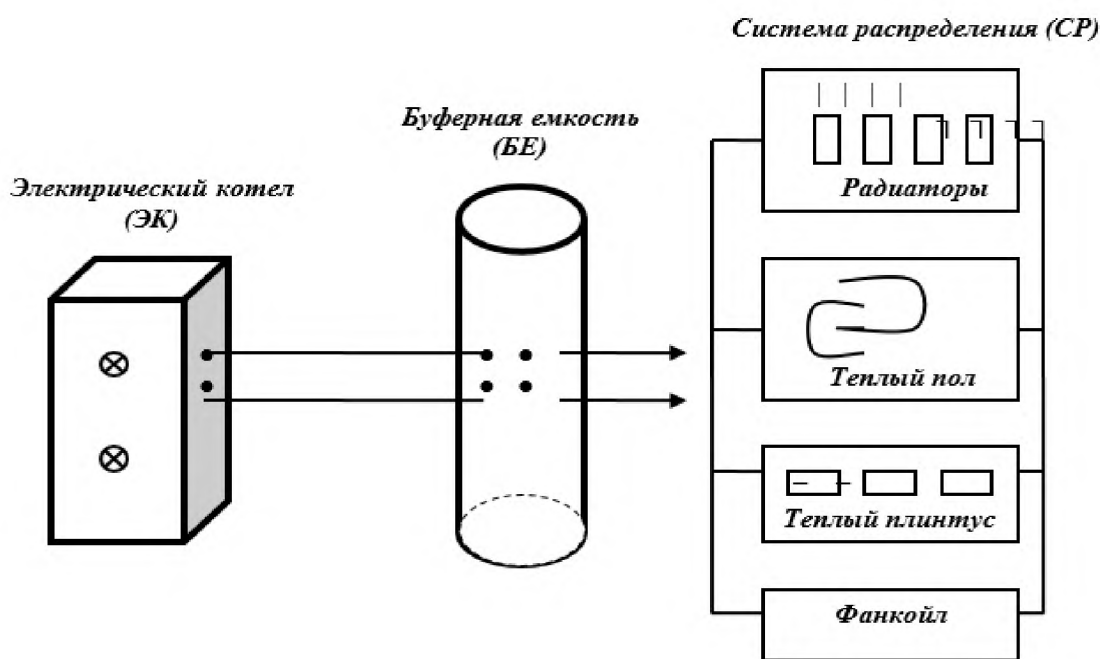 Система распределения (СР)
Буферная емкость
(БЕ)
Электрический котел
(ЭК)
Радиаторы
Теплый пол
Теплый плинтус
Фанкойл